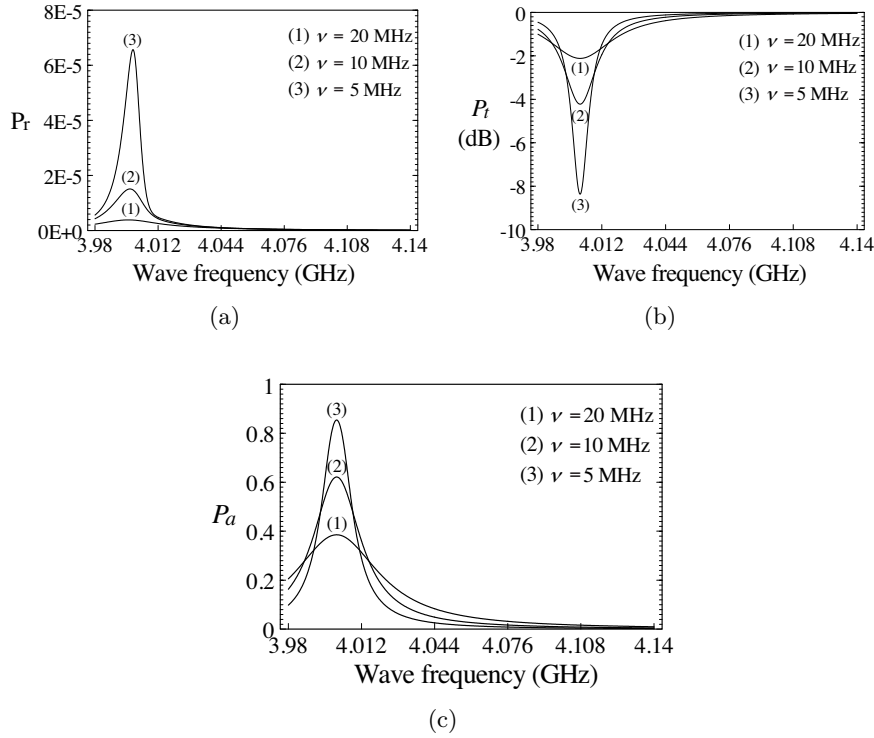 8E-5
6E-5
4E-5
2E-5
0E+0
P_r
(3)
(2)
(1)
(1) ν = 20 MHz
(2) ν = 10 MHz
(3) ν = 5 MHz
3.98 4.012 4.044 4.076 4.108 4.14
Wave frequency (GHz)
(a)
0
-2
-4
-6
-8
-10
P_t
(dB)
(1)
(2)
(3)
(1) ν = 20 MHz
(2) ν = 10 MHz
(3) ν = 5 MHz
3.98 4.012 4.044 4.076 4.108 4.14
Wave frequency (GHz)
(b)
1
0.8
0.6
0.4
0.2
0
P_a
(3)
(2)
(1)
(1) ν = 20 MHz
(2) ν = 10 MHz
(3) ν = 5 MHz
3.98 4.012 4.044 4.076 4.108 4.14
Wave frequency (GHz)
(c)